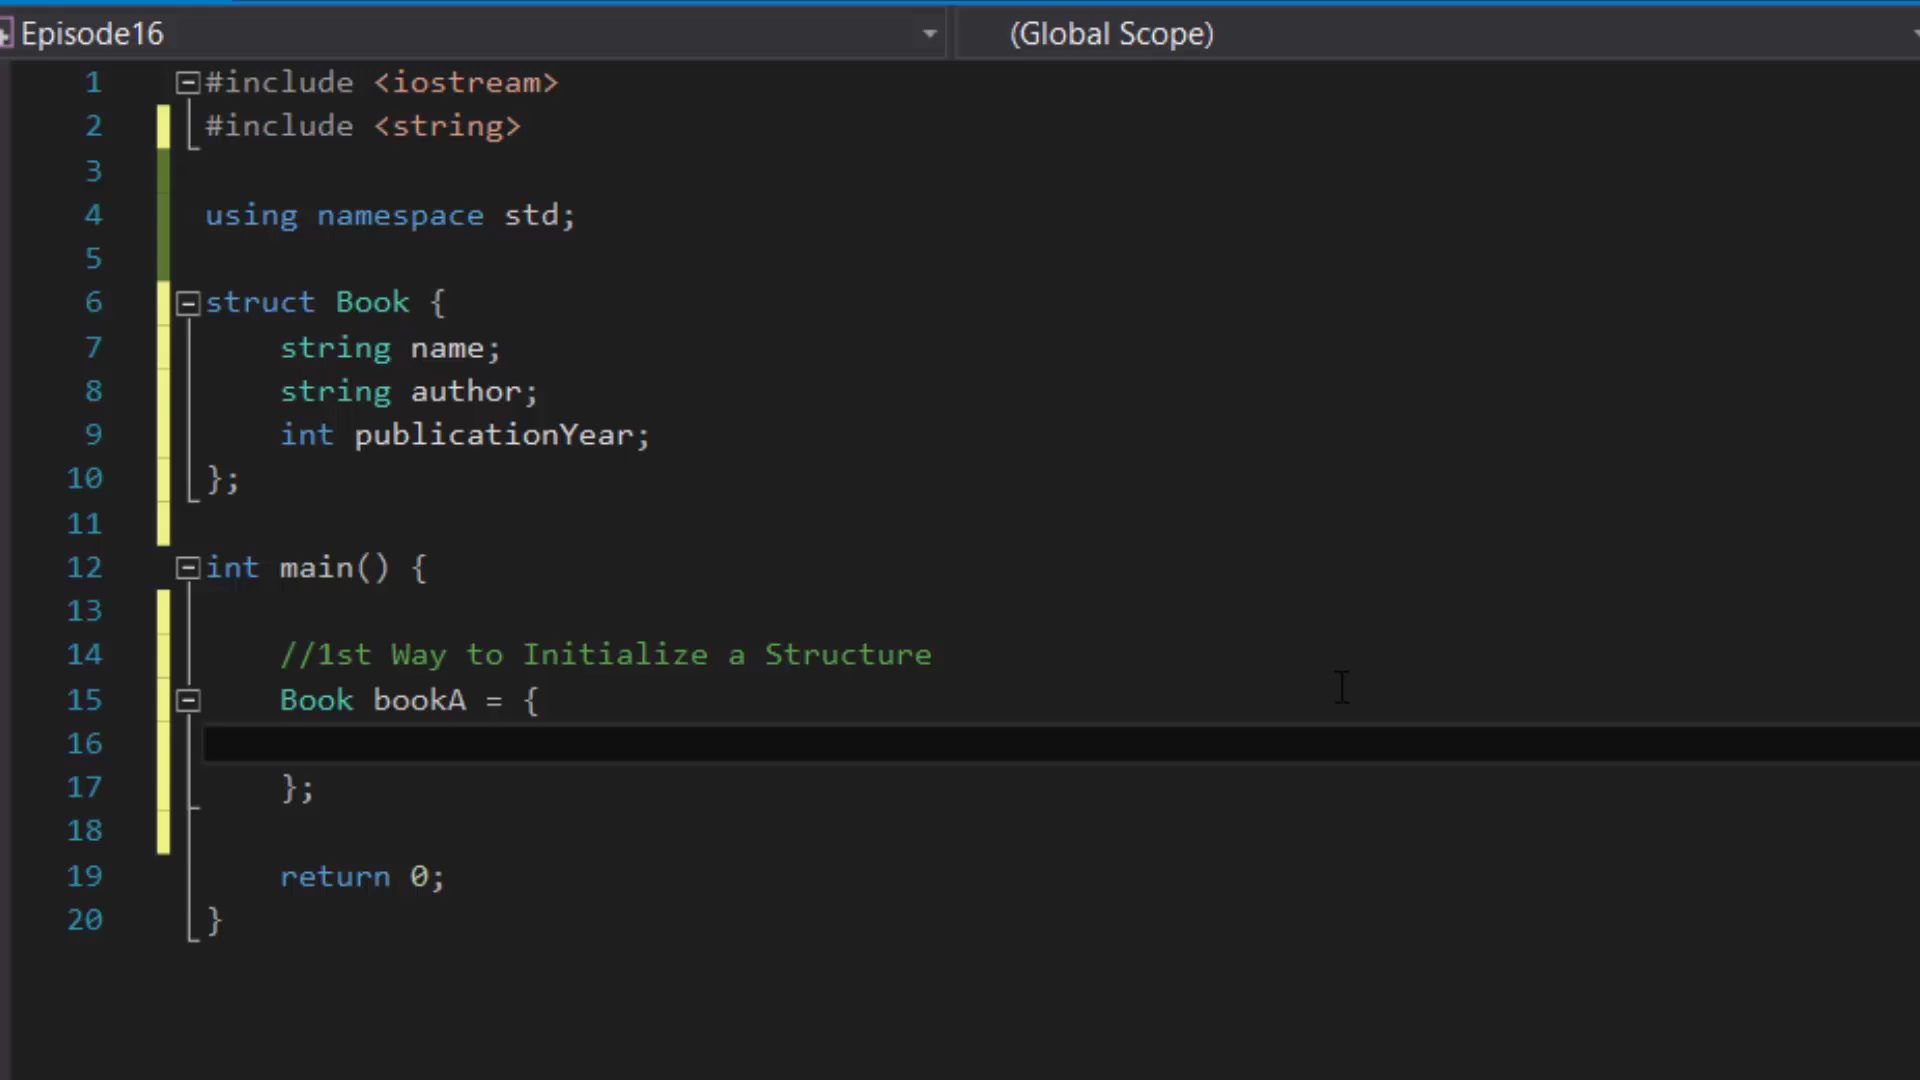 Episode16
(Global Scope)
1 #include <iostream>
2 #include <string>
3
4 using namespace std;
5
6 struct Book {
7 string name;
8 string author;
9 int publicationYear;
10 };
11
12 int main() {
13
14 //1st Way to Initialize a Structure
15 Book bookA = {
16
17 };
18
19 return 0;
20 }